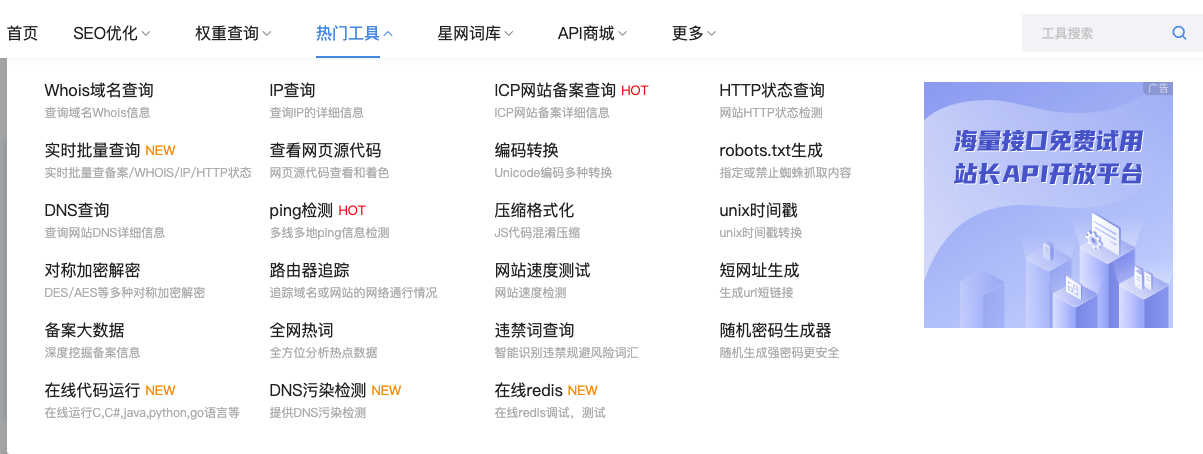 首页 SEO优化 权重查询 热门工具 星网词库 API商城 更多 工具搜索
Whois域名查询 IP查询 ICP网站备案查询 HOT HTTP状态查询
查询域名Whois信息 查询IP的详细信息 ICP网站备案详细信息 网站HTTP状态检测
实时批量查询 NEW 查看网页源代码 编码转换 robots.txt生成
实时批量查备案/WHOIS/IP/HTTP状态 网页源代码查看和着色 Unicode编码多种转换 指定或禁止蜘蛛抓取内容
DNS查询 ping检测 HOT 压缩格式化 unix时间戳
查询网站DNS详细信息 多线多地ping信息检测 JS代码混淆压缩 unix时间戳转换
对称加密解密 路由器追踪 网站速度测试 短网址生成
DES/AES等多种对称加密解密 追踪域名或网站的网络通行情况 网站速度检测 生成url短链接
备案大数据 全网热词 违禁词查询 随机密码生成器
深度挖掘备案信息 全方位分析热点数据 智能识别违禁规避风险词汇 随机生成强密码更安全
在线代码运行 NEW DNS污染检测 NEW 在线redis NEW
在线运行C,C#,java,python,go语言等 提供DNS污染检测 在线redis调试，测试
广告
海量接口免费试用
站长API开放平台